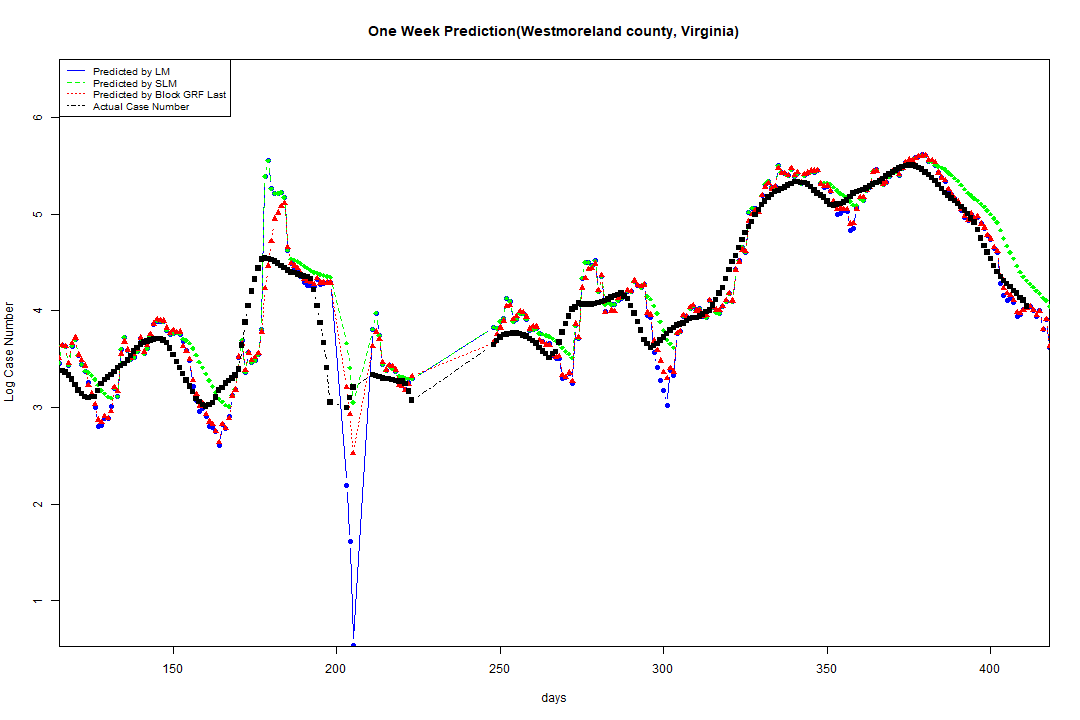 One Week Prediction(Westmoreland county, Virginia)
Predicted by LM
Predicted by SLM
Predicted by Block GRF Last
Actual Case Number
6
5
4
3
2
1
Log Case Number
150 200 250 300 350 400
days